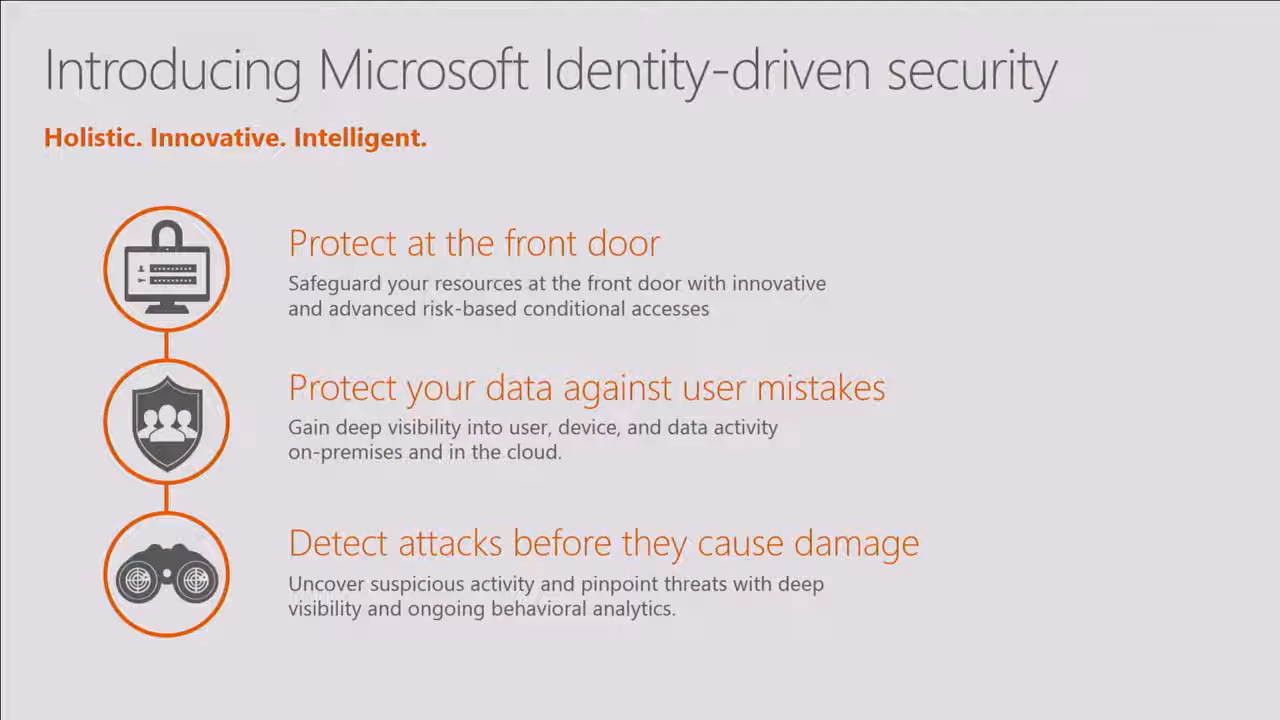 Introducing Microsoft Identity-driven security
Holistic. Innovative. Intelligent.
Protect at the front door
Safeguard your resources at the front door with innovative
and advanced risk-based conditional accesses
Protect your data against user mistakes
Gain deep visibility into user, device, and data activity
on-premises and in the cloud.
Detect attacks before they cause damage
Uncover suspicious activity and pinpoint threats with deep
visibility and ongoing behavioral analytics.